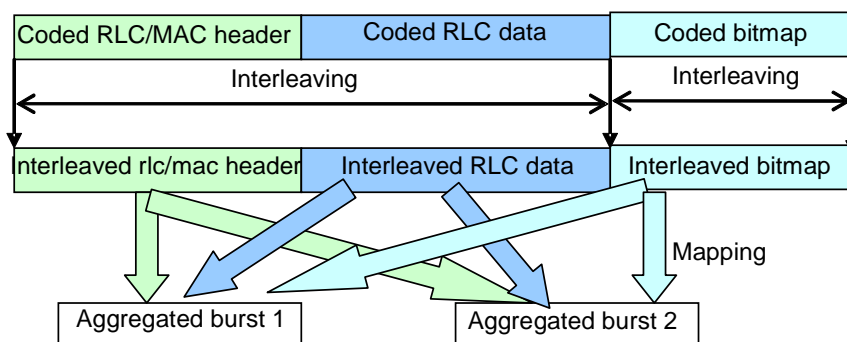 Coded RLC/MAC header
Coded RLC data
Coded bitmap
Interleaving
Interleaving
Interleaved rlc/mac header
Interleaved RLC data
Interleaved bitmap
Mapping
Aggregated burst 1
Aggregated burst 2